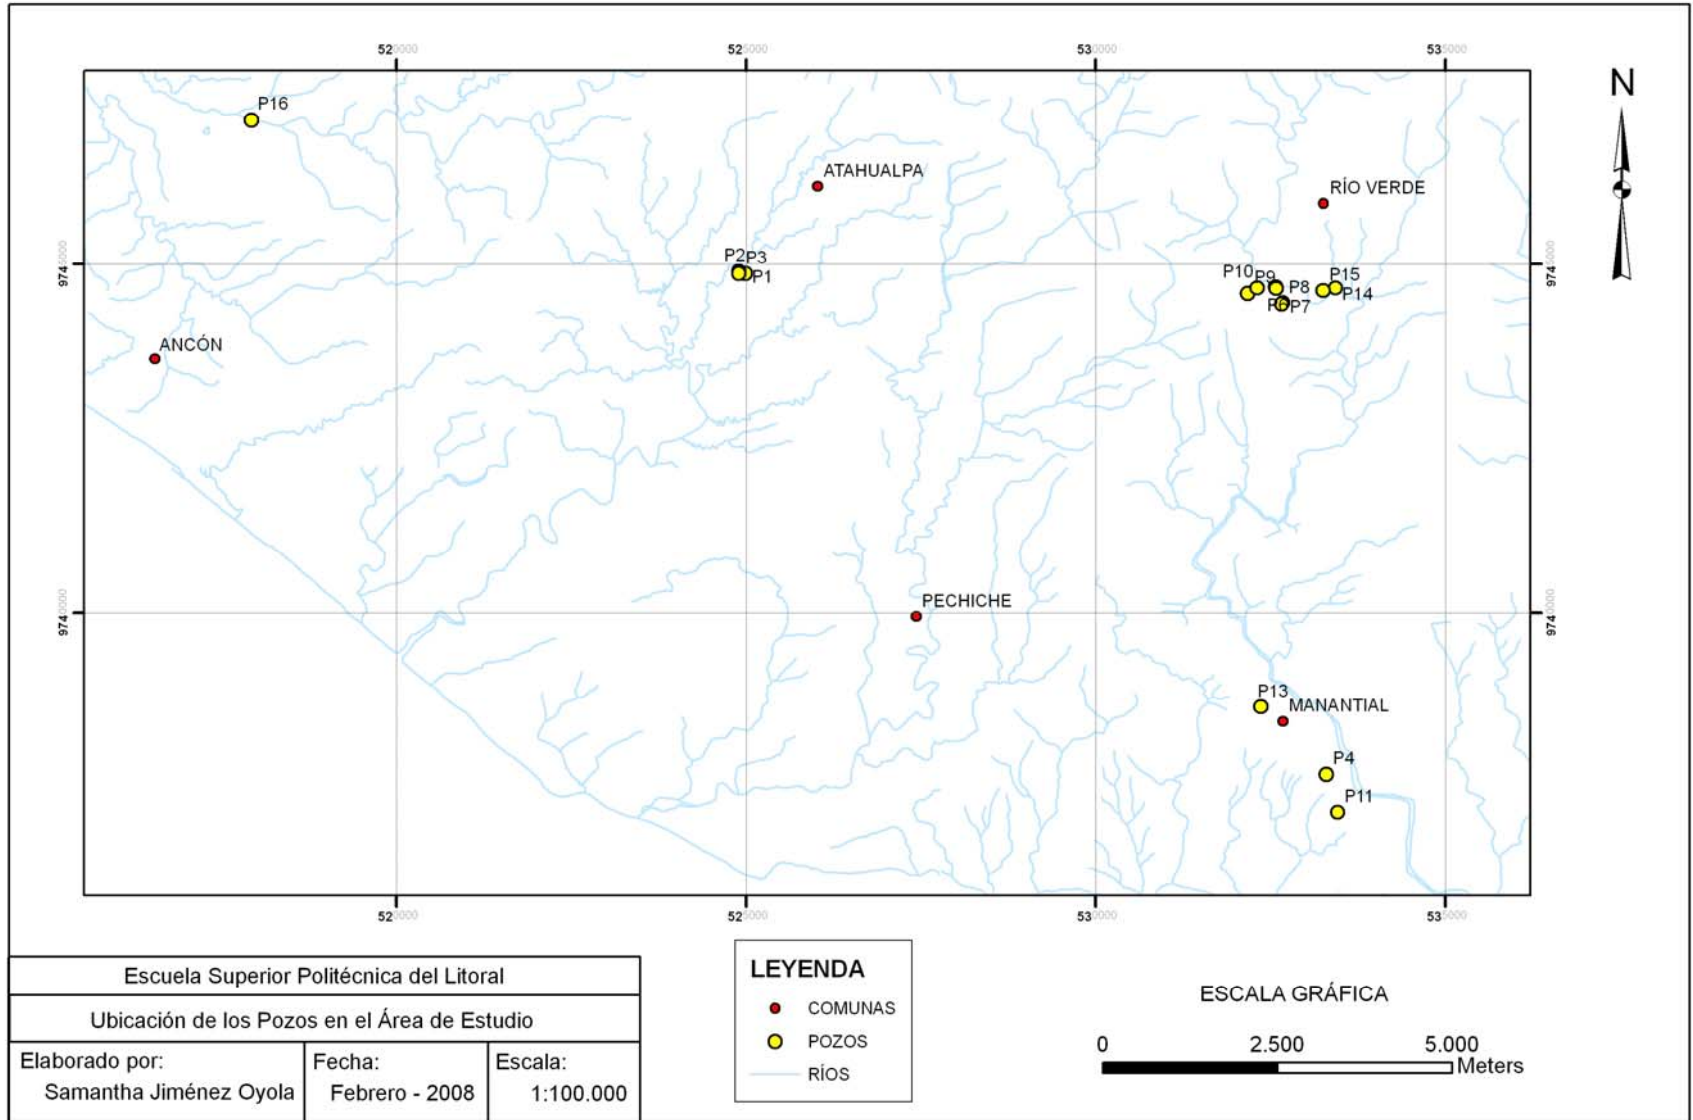 520000 525000 530000 535000
N
P16
ATAHUALPA
RÍO VERDE
P2 P3
P1
9745000
9745000
P10 P9 P8 P15
P14
P7
ANCÓN
PECHICHE
9740000
9740000
P13
MANANTIAL
P4
P11
520000 525000 530000 535000
Escuela Superior Politécnica del Litoral
Ubicación de los Pozos en el Área de Estudio
Elaborado por:
Samantha Jiménez Oyola
Fecha:
Febrero - 2008
Escala:
1:100.000
LEYENDA
COMUNAS
POZOS
RÍOS
ESCALA GRÁFICA
0 2.500 5.000
Meters